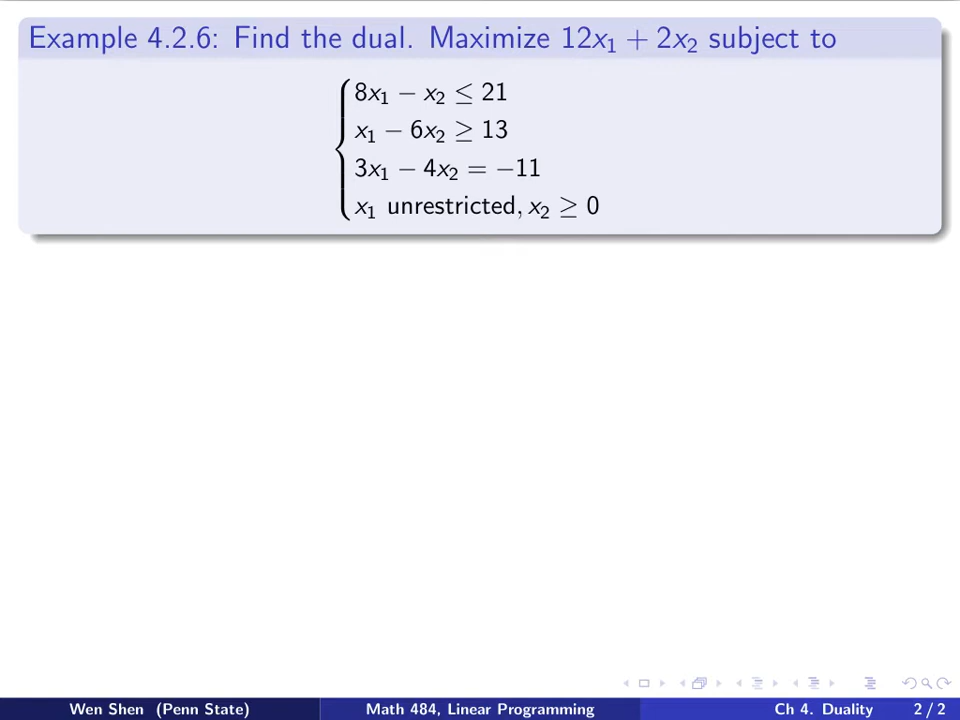 Example 4.2.6: Find the dual. Maximize 12x₁ + 2x₂ subject to
8x₁ − x₂ ≤ 21
x₁ − 6x₂ ≥ 13
3x₁ − 4x₂ = −11
x₁ unrestricted, x₂ ≥ 0
Wen Shen (Penn State) Math 484, Linear Programming Ch 4. Duality 2 / 2